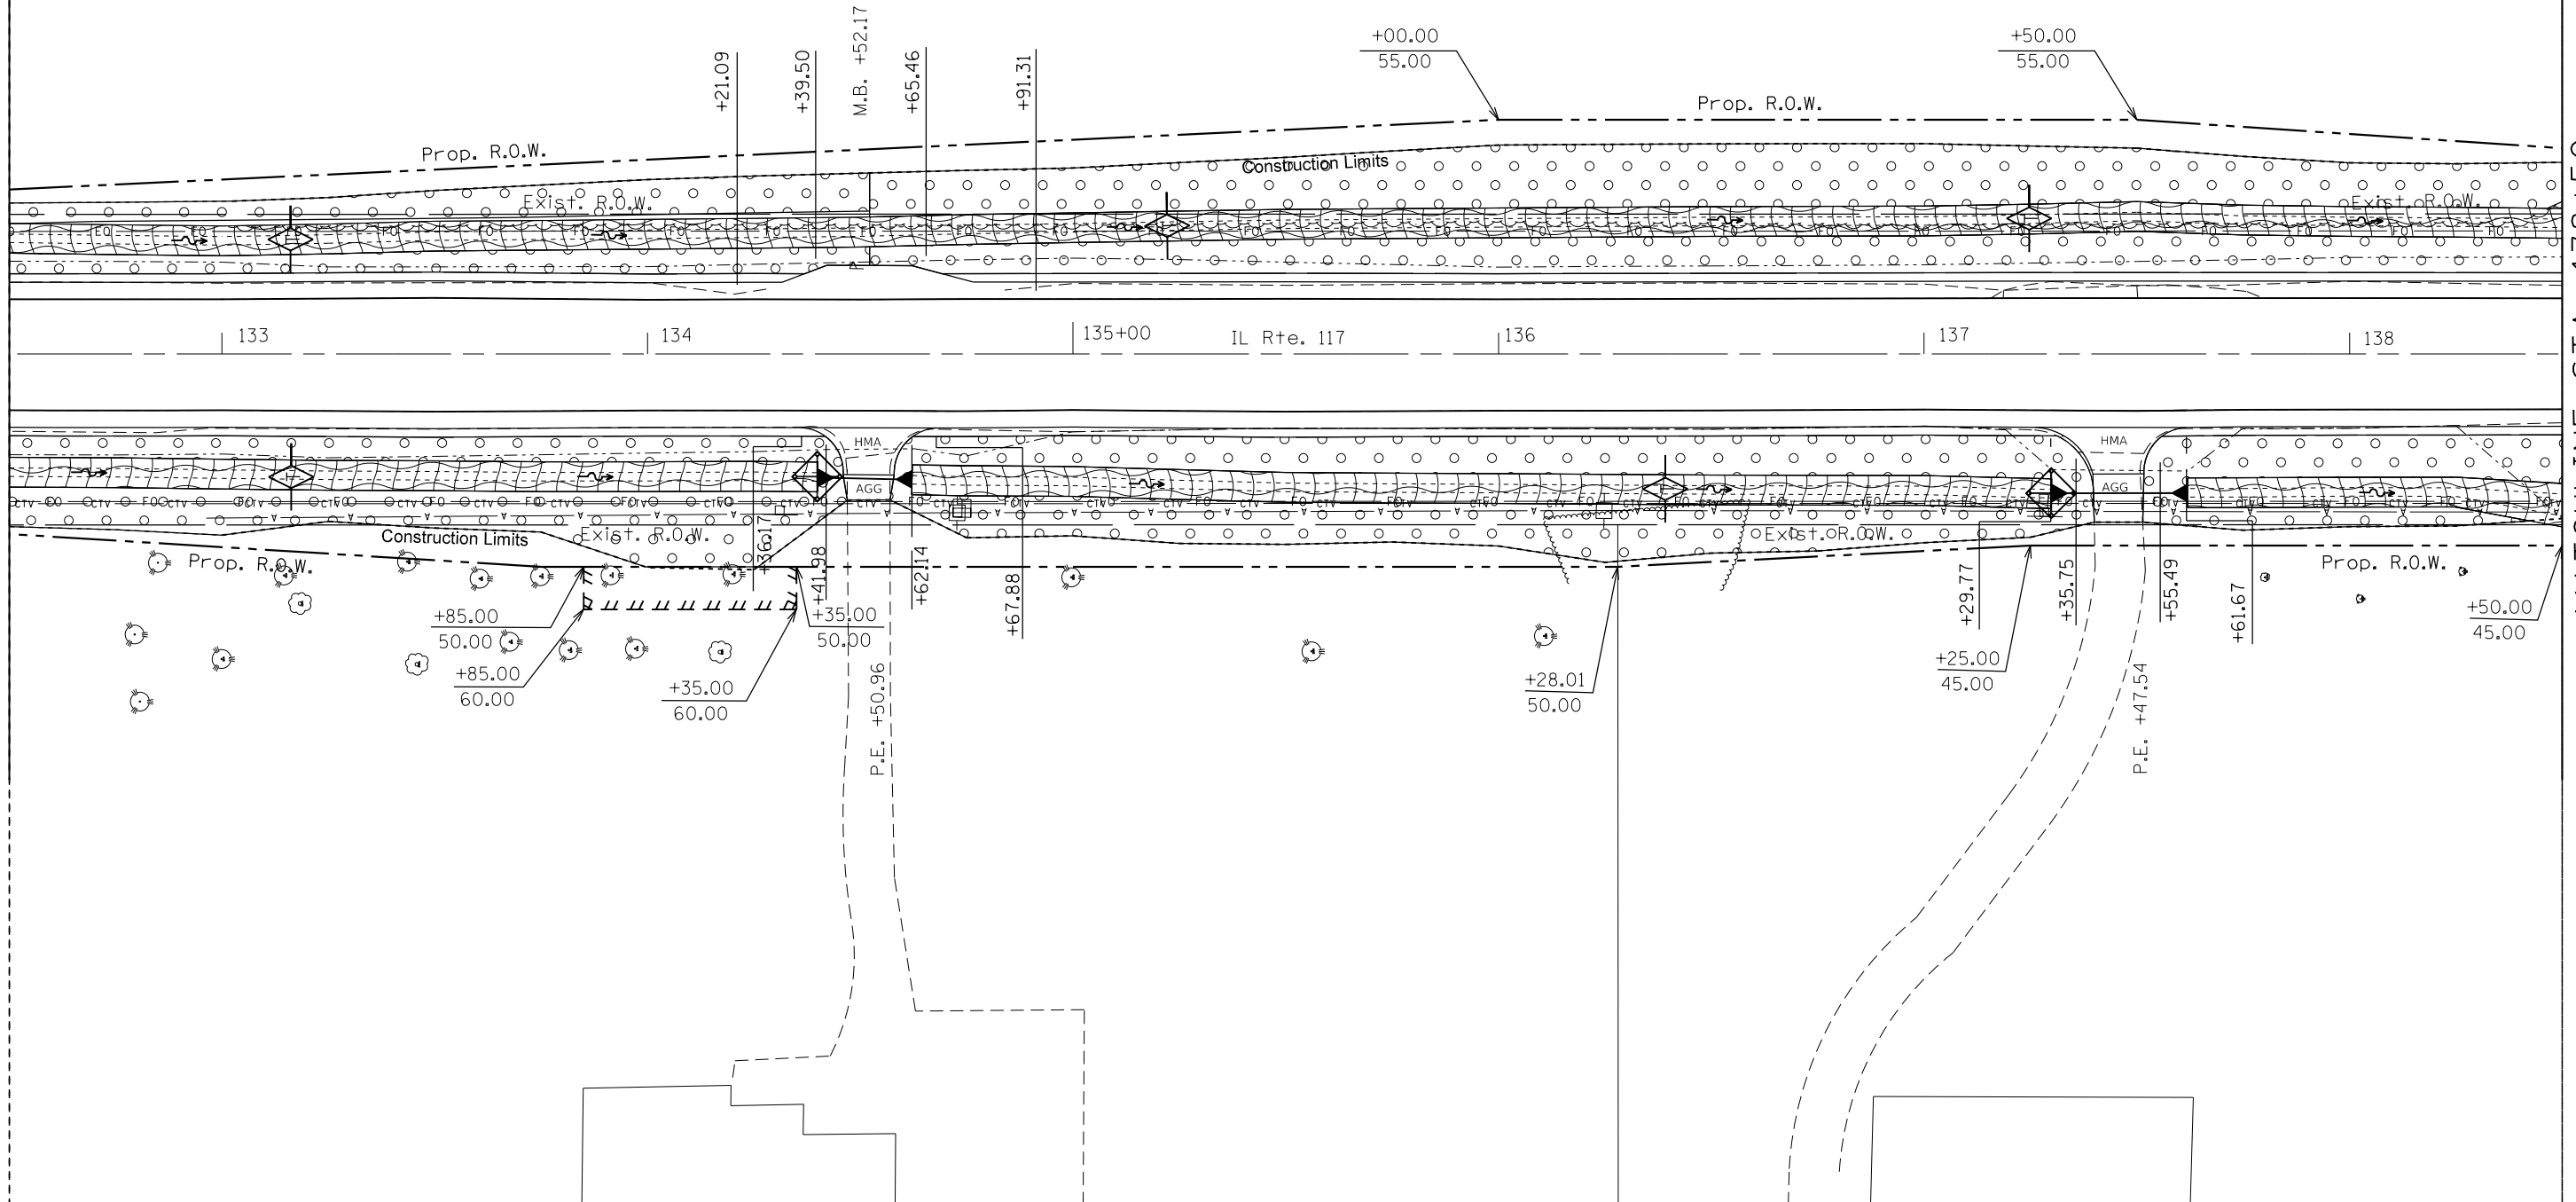 +21.09
+39.50
M.B. +52.17
+65.46
+91.31
+00.00
55.00
+50.00
55.00
Prop. R.O.W.
Prop. R.O.W.
Construction Limits
Exist. R.O.W.
Exist. R.O.W.
133
134
135+00
IL Rte. 117
136
137
138
HMA
AGG
HMA
AGG
Construction Limits
Exist. R.O.W.
Exist. R.O.W.
Prop. R.O.W.
Prop. R.O.W.
+36.17
+41.98
+62.14
+67.88
+29.77
+35.75
+55.49
+61.67
+85.00
50.00
+35.00
50.00
+85.00
60.00
+35.00
60.00
+28.01
50.00
+25.00
45.00
+50.00
45.00
P.E. +50.96
P.E. +47.54